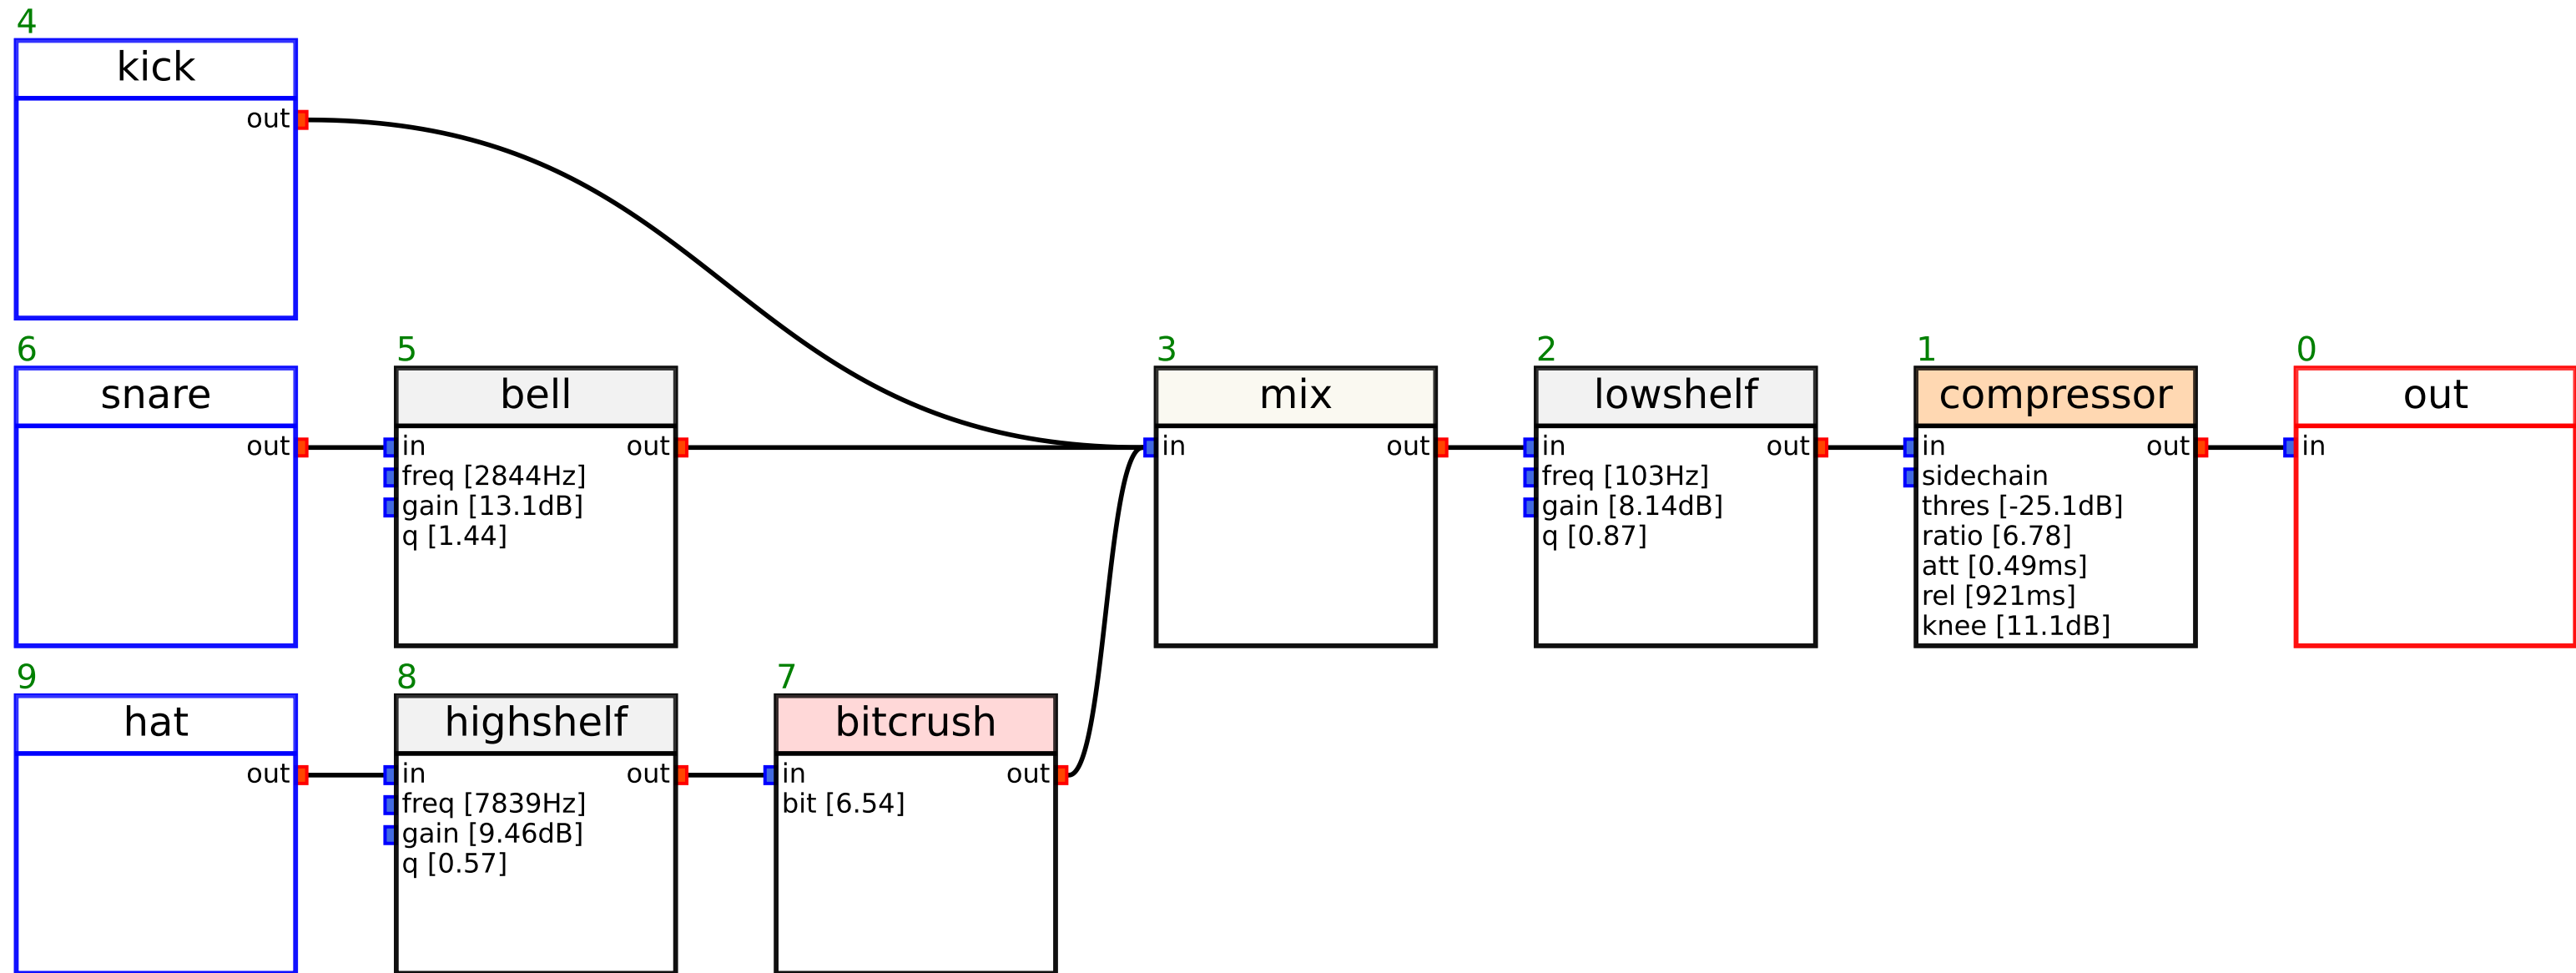 4
kick
out
6
snare
out
5
bell
in out
freq [2844Hz]
gain [13.1dB]
q [1.44]
3
mix
in out
2
lowshelf
in out
freq [103Hz]
gain [8.14dB]
q [0.87]
1
compressor
in out
sidechain
thres [-25.1dB]
ratio [6.78]
att [0.49ms]
rel [921ms]
knee [11.1dB]
0
out
in
9
hat
out
8
highshelf
in out
freq [7839Hz]
gain [9.46dB]
q [0.57]
7
bitcrush
in out
bit [6.54]